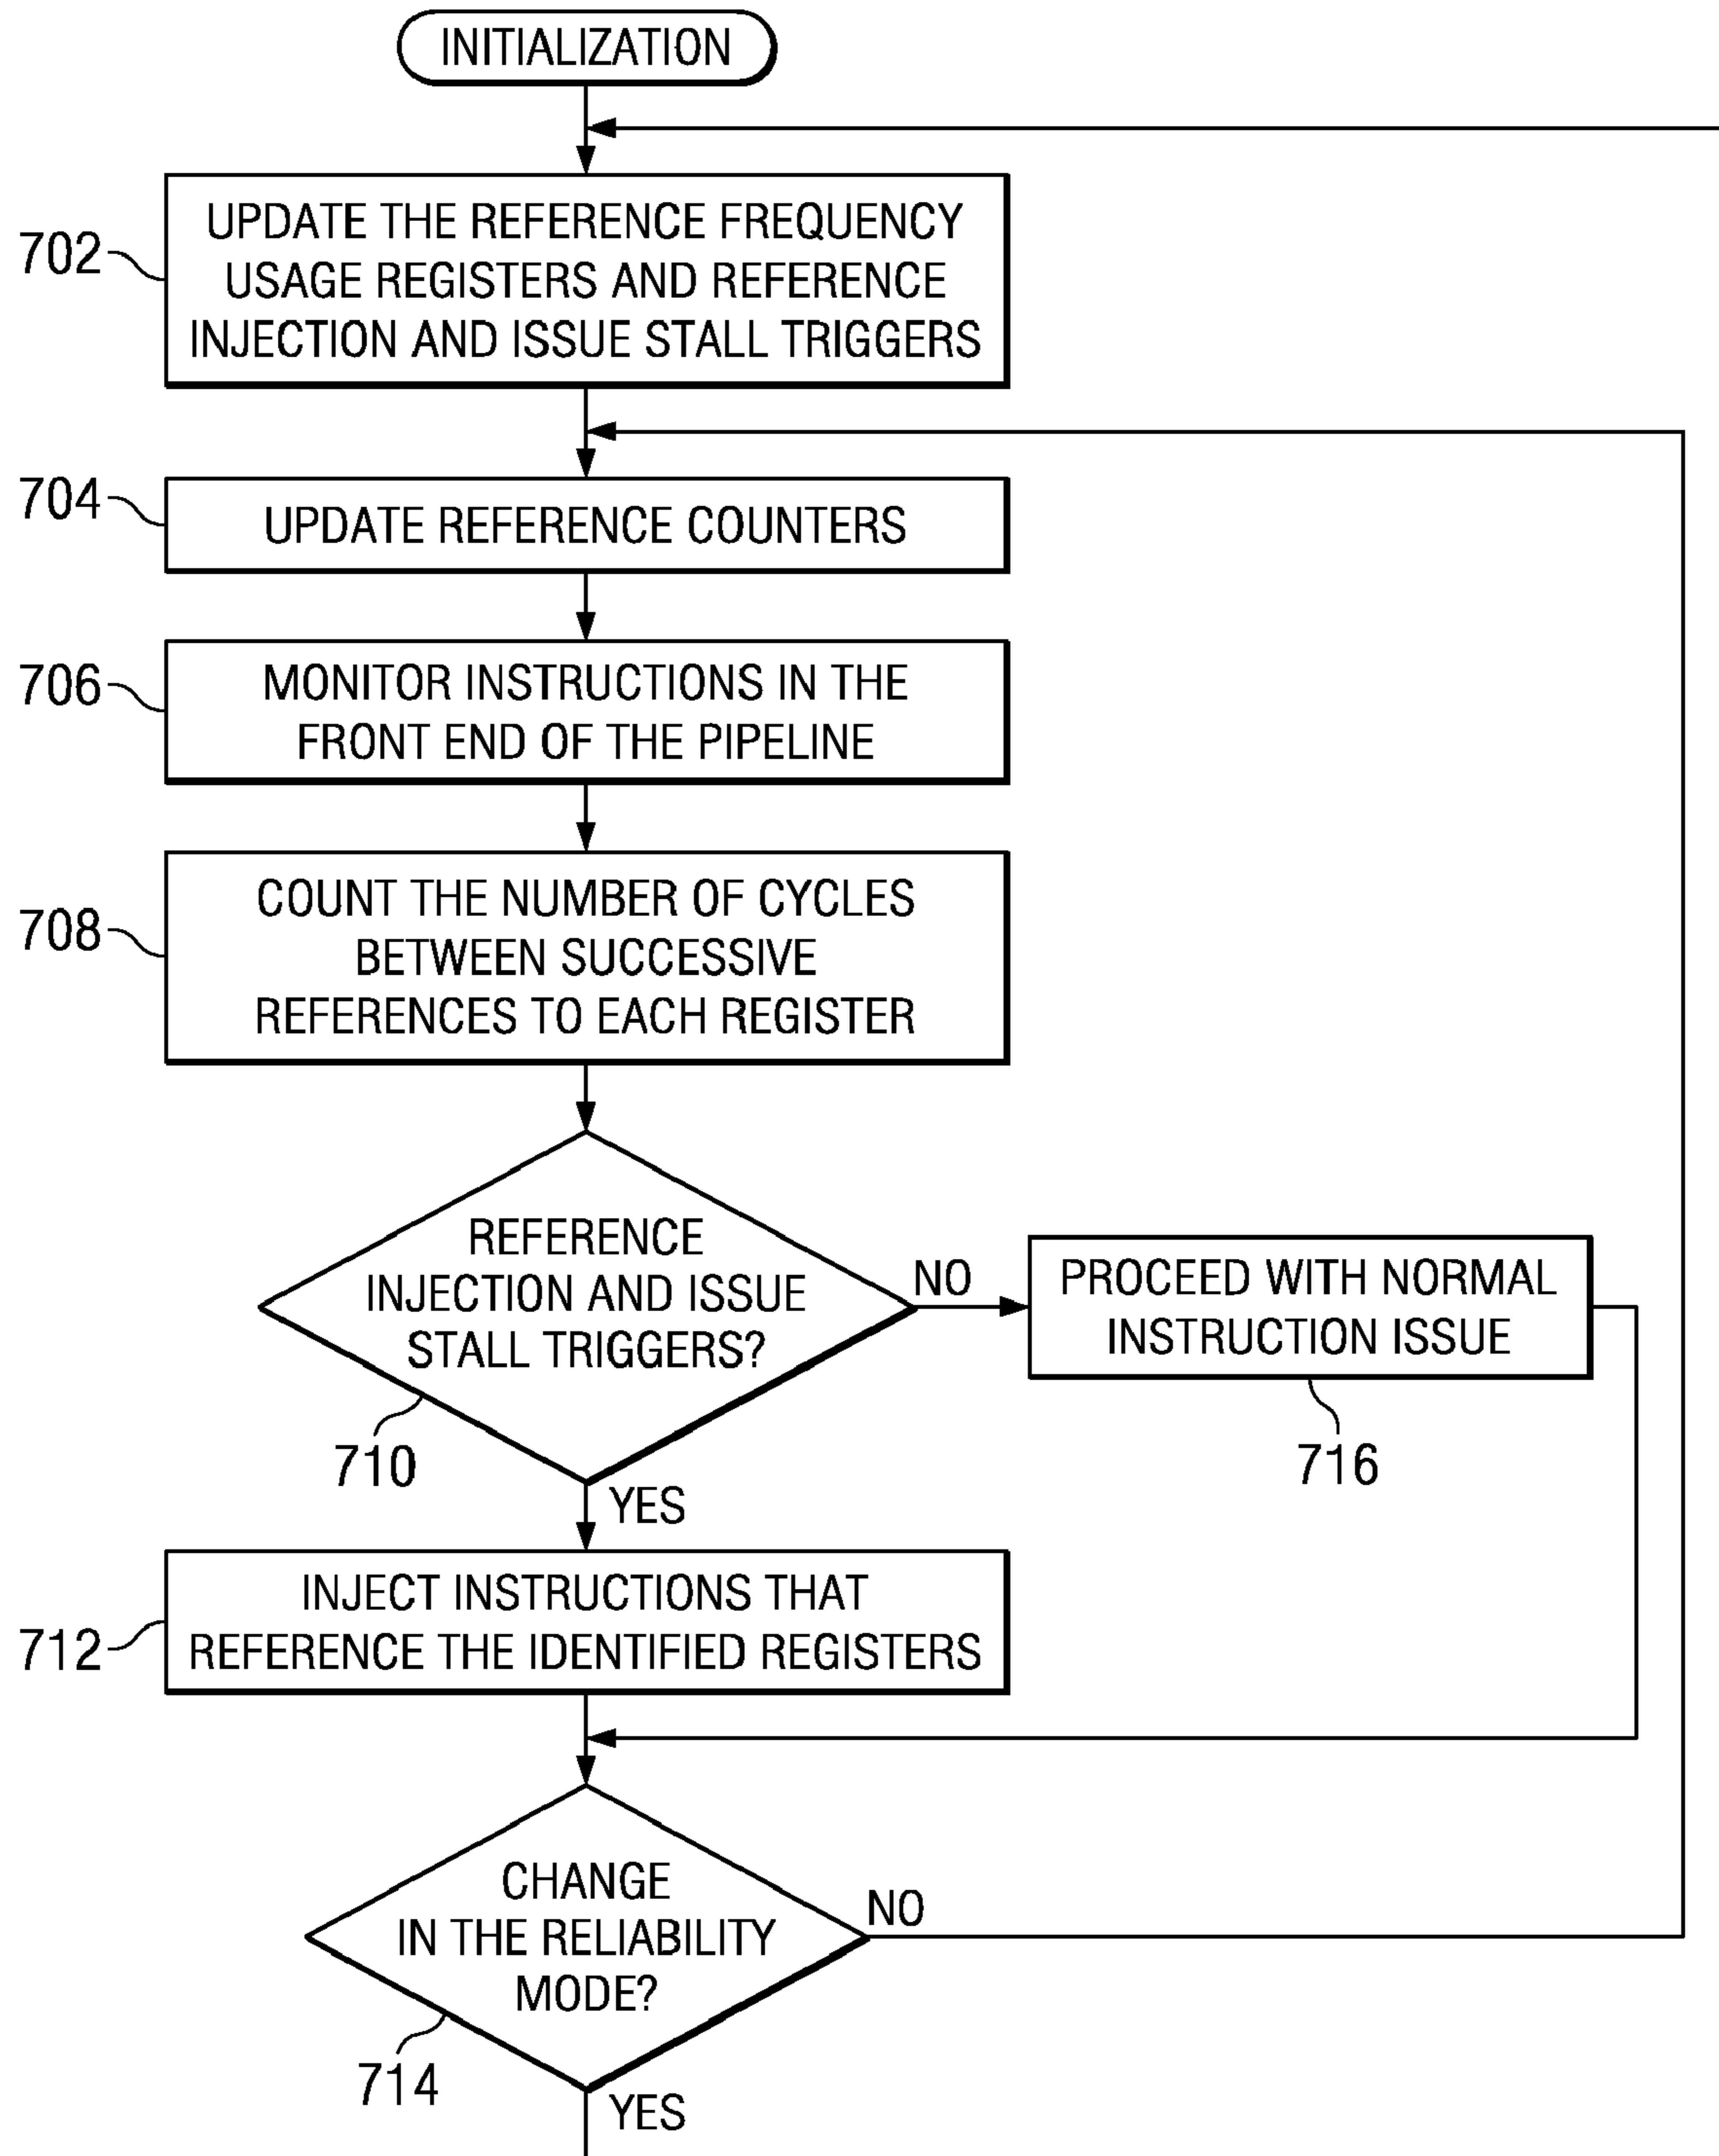 INITIALIZATION
702
UPDATE THE REFERENCE FREQUENCY
USAGE REGISTERS AND REFERENCE
INJECTION AND ISSUE STALL TRIGGERS
704
UPDATE REFERENCE COUNTERS
706
MONITOR INSTRUCTIONS IN THE
FRONT END OF THE PIPELINE
708
COUNT THE NUMBER OF CYCLES
BETWEEN SUCCESSIVE
REFERENCES TO EACH REGISTER
REFERENCE
INJECTION AND ISSUE
STALL TRIGGERS?
710
NO
PROCEED WITH NORMAL
INSTRUCTION ISSUE
716
YES
712
INJECT INSTRUCTIONS THAT
REFERENCE THE IDENTIFIED REGISTERS
CHANGE
IN THE RELIABILITY
MODE?
714
NO
YES